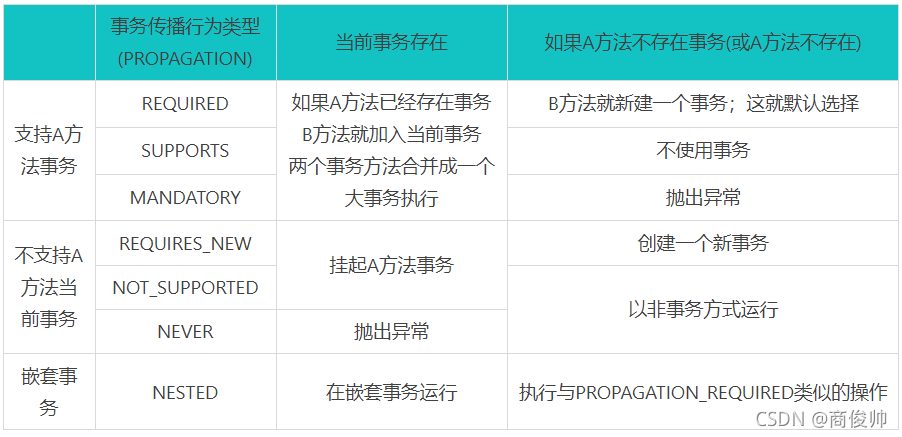 事务传播行为类型
(PROPAGATION)
当前事务存在
如果A方法不存在事务(或A方法不存在)
支持A方
法事务
REQUIRED
如果A方法已经存在事务
B方法就加入当前事务
两个事务方法合并成一个
大事务执行
B方法就新建一个事务；这就默认选择
SUPPORTS
不使用事务
MANDATORY
抛出异常
不支持A
方法当
前事务
REQUIRES_NEW
挂起A方法事务
创建一个新事务
NOT_SUPPORTED
以非事务方式运行
NEVER
抛出异常
嵌套事
务
NESTED
在嵌套事务运行
执行与PROPAGATION_REQUIRED类似的操作
CSDN @商俊帅